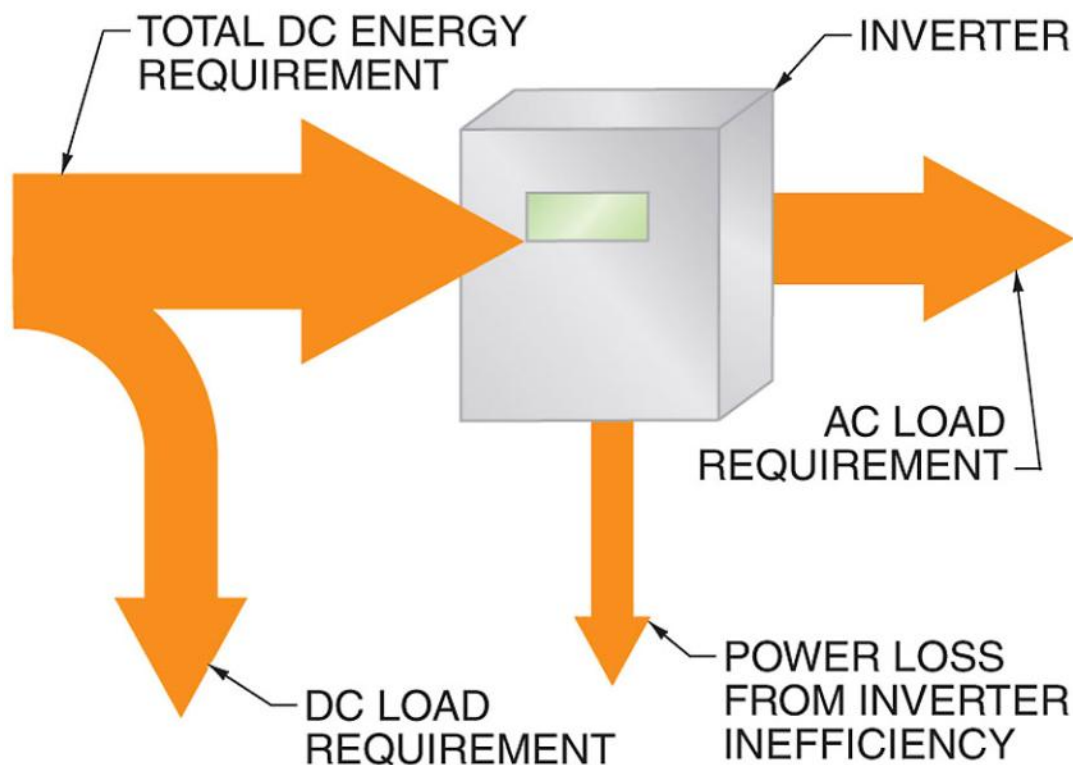 TOTAL DC ENERGY
REQUIREMENT
INVERTER
AC LOAD
REQUIREMENT
DC LOAD
REQUIREMENT
POWER LOSS
FROM INVERTER
INEFFICIENCY